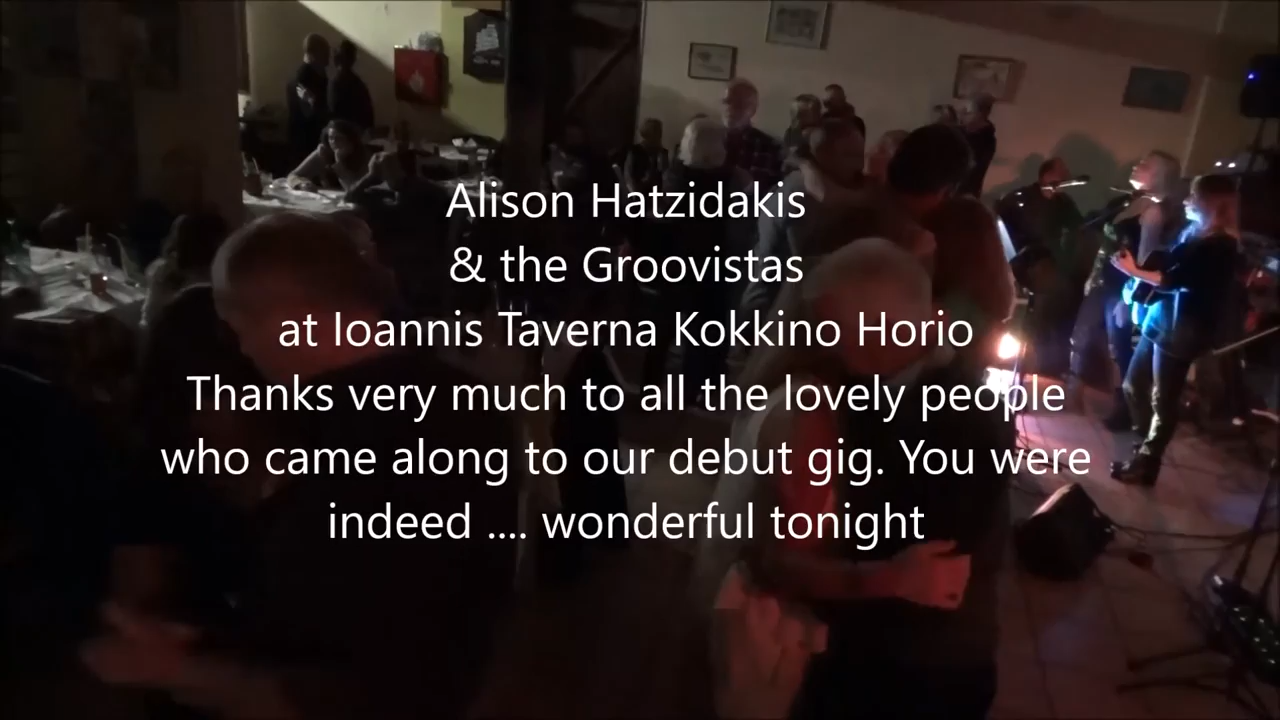 Alison Hatzidakis
& the Groovistas
at Ioannis Taverna Kokkino Horio
Thanks very much to all the lovely people
who came along to our debut gig. You were
indeed .... wonderful tonight